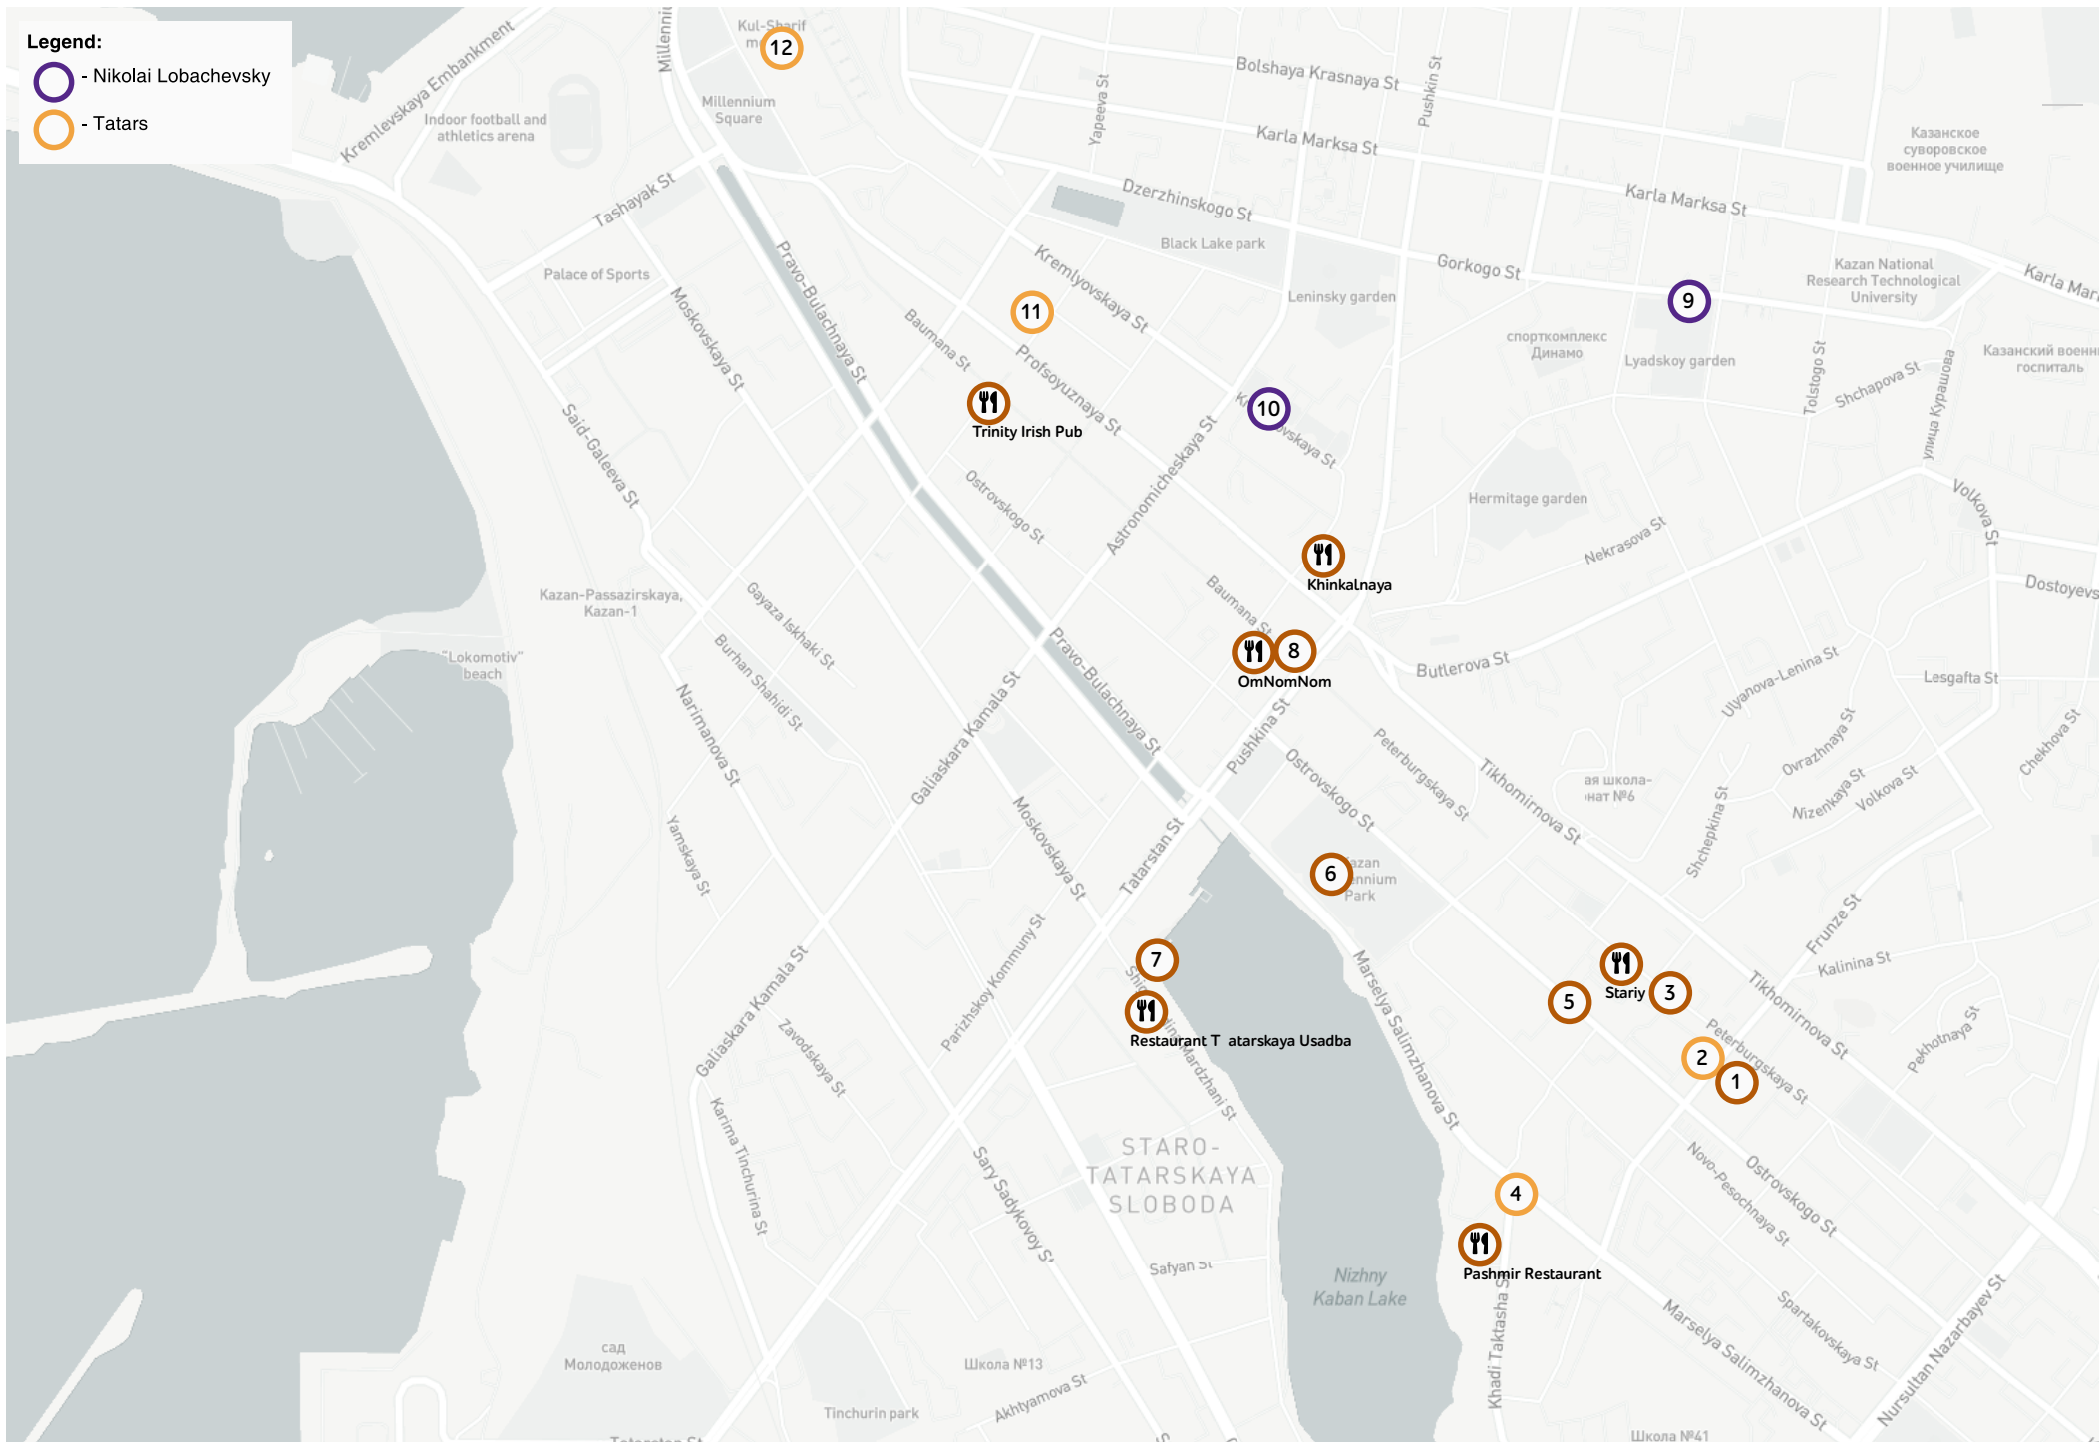 Legend:
- Nikolai Lobachevsky
- Tatars
Kul-Sharif
12
Kremlevskaya Embankment
Indoor football and
athletics arena
Millennium
Square
Bolshaya Krasnaya St
Pushkin St
Yapeeva St
Karla Marksa St
Казанское
суворовское
военное училище
Tashayak St
Dzerzhinskogo St
Karla Marksa St
Black Lake park
Palace of Sports
Pravo-Bulachnaya St
Kremlyovskaya St
Gorkogo St
Kazan National
Research Technological
University
Leninsky garden
9
11
Moskovskaya St
Baumana St
Profsoyuznaya St
спорткомплекс
Динамо
Lyadskoy garden
Tolstogo St
Shchapova St
улица Курашова
госпиталь
10
Trinity Irish Pub
Said-Galeeva St
Astronomicheskaya St
Ostrovskogo St
Hermitage garden
Nekrasova St
Volkova St
Khinkalnaya
Kazan-Passazirskaya,
Kazan-1
Gayaza Iskhaki St
Baumana St
8
OmNomNom
Butlerova St
"Lokomotiv"
beach
Burhan Shahidi St
Pravo-Bulachnaya St
Ulyanova-Lenina St
Lesgafta St
Narimanova St
Galiaskara Kamala St
Pushkina St
Ostrovskogo St
Peterburgskaya St
Tikhomirnova St
Ovrazhnaya St
Nizenkaya St
Volkova St
Chekhova St
Shchepkina St
Yamskaya St
Moskovskaya St
Tatarstan St
6
Park
Frunze St
Kalinina St
7
Parizhskoy Kommuny St
Galiaskara Kamala St
Zavodskaya St
Restaurant T atarskaya Usadba
Marselya Salimzhanova St
Stariy
3
5
Tikhomirnova St
Peterburgskaya St
Pekhotnaya St
2
1
Karima Tinchurina St
Sary Sadykovoy St
STARO-
TATARSKAYA
SLOBODA
4
Novo-Pesochnaya St
Ostrovskogo St
Safyan St
Nizhny
Kaban Lake
Pashmir Restaurant
Khadi Taktasha St
Marselya Salimzhanova St
Spartakovskaya St
Nursultan Nazarbayev St
сад
Молодоженов
Школа №13
Tinchurin park
Akhtyamova St
Школа №41